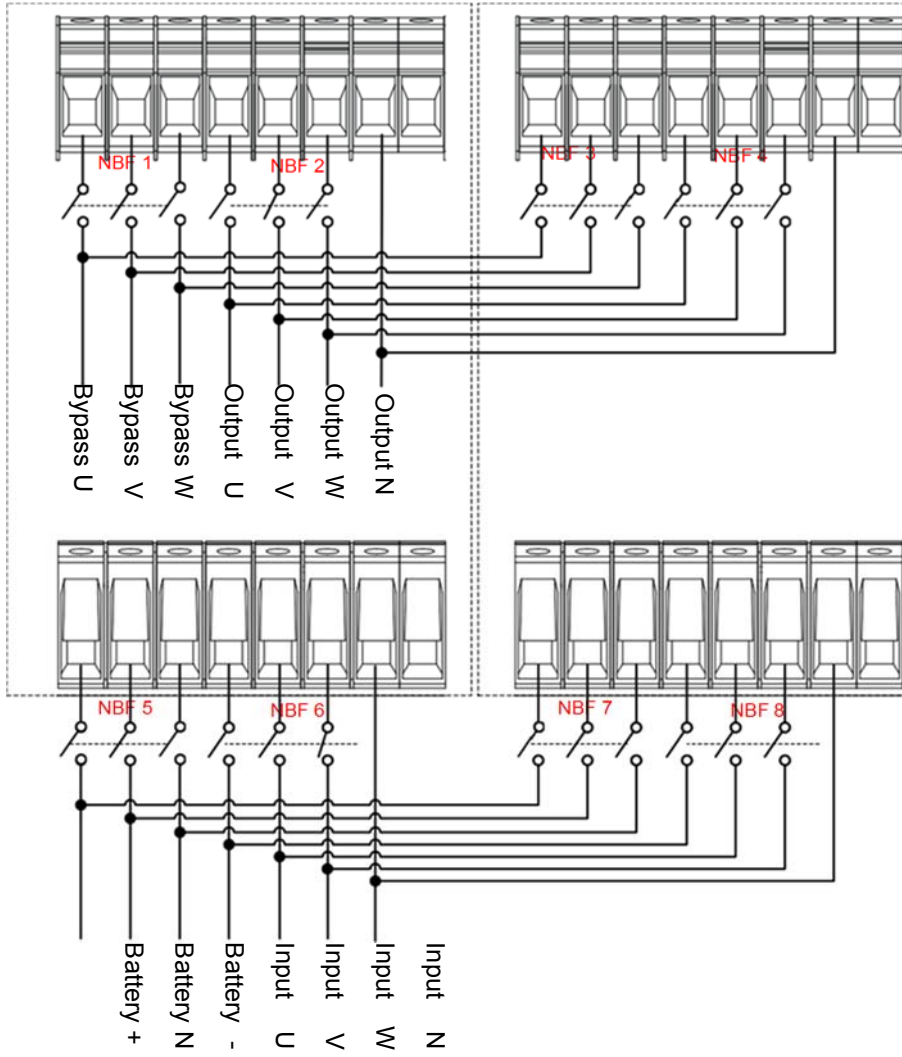 NBF 1
NBF 2
NBF 3
NBF 4
Bypass U
Bypass V
Bypass W
Output U
Output V
Output W
Output N
NBF 5
NBF 6
NBF 7
NBF 8
Battery +
Battery N
Battery -
Input U
Input V
Input W
Input N